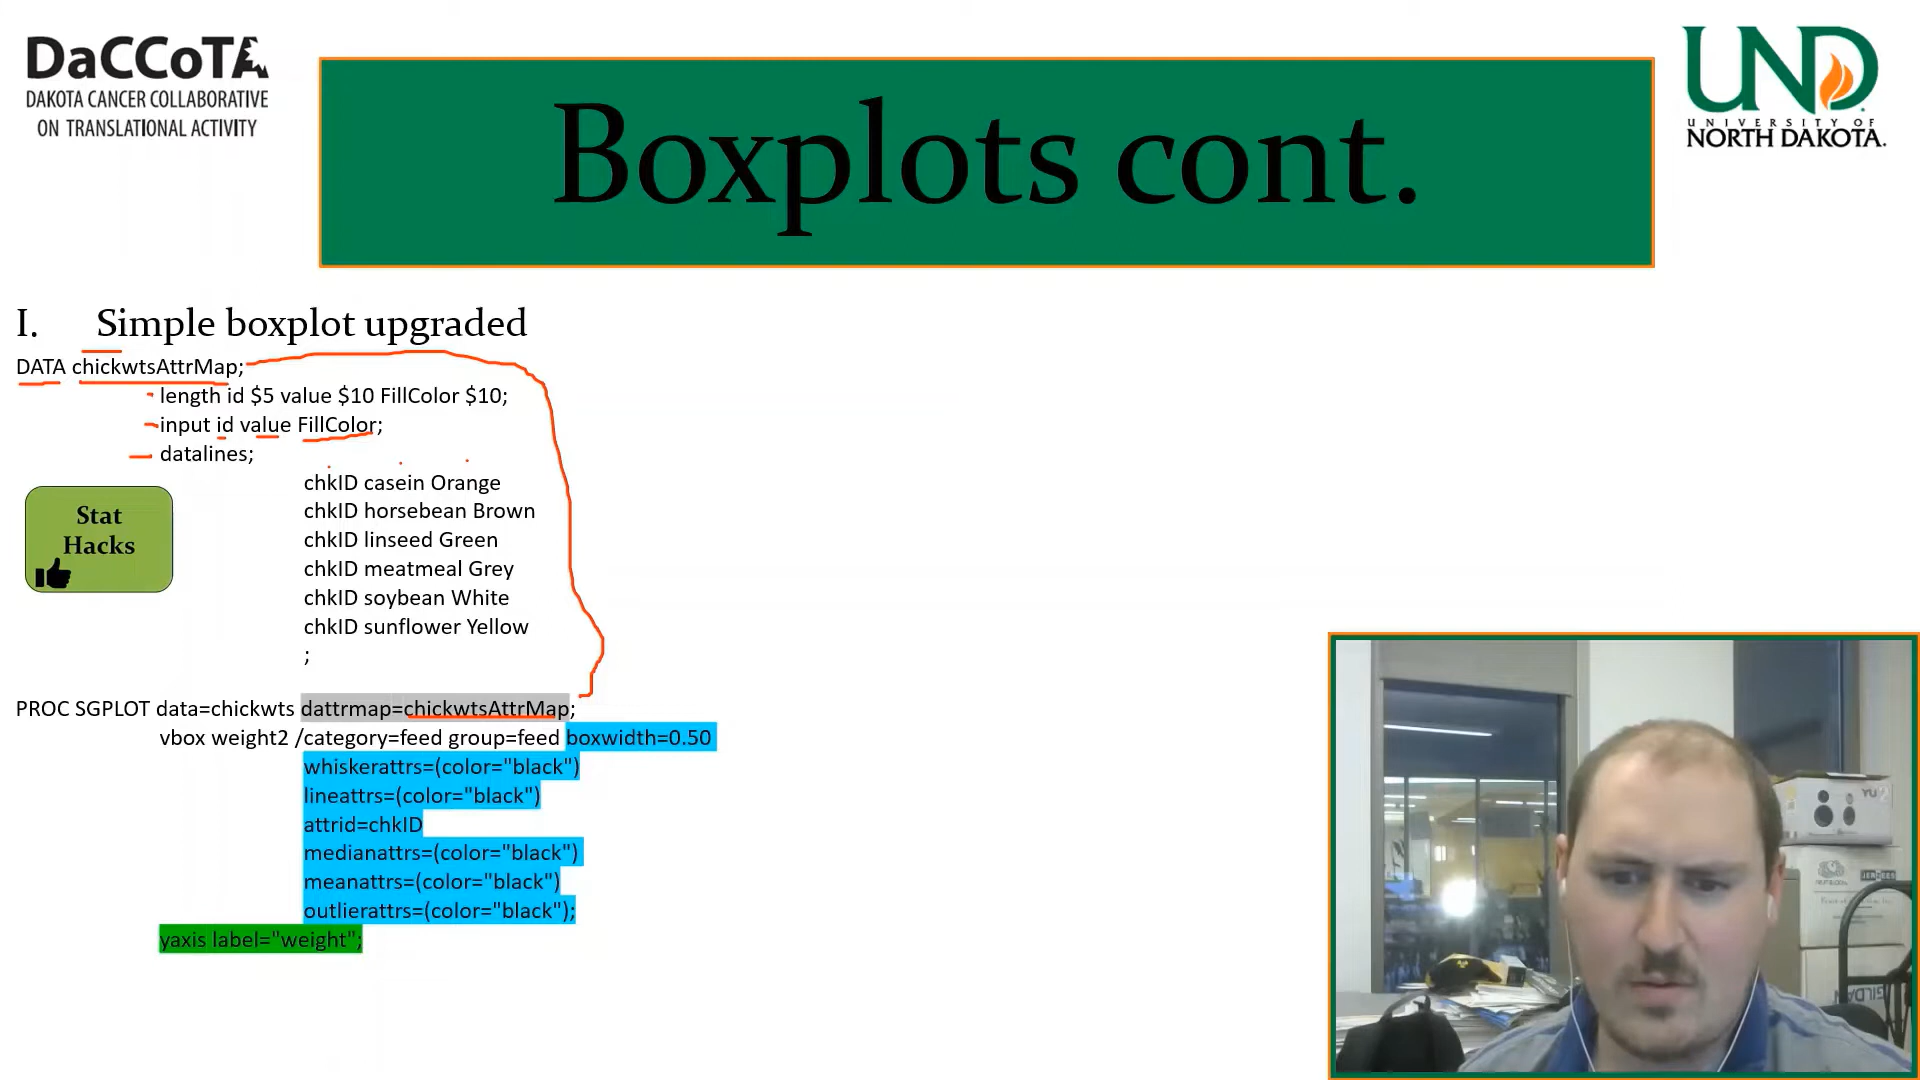 DaCCoTA
DAKOTA CANCER COLLABORATIVE
ON TRANSLATIONAL ACTIVITY
Boxplots cont.
UND
UNIVERSITY OF
NORTH DAKOTA.
I. Simple boxplot upgraded
DATA chickwtsAttrMap;
length id $5 value $10 FillColor $10;
input id value FillColor;
datalines;
chkID casein Orange
chkID horsebean Brown
chkID linseed Green
chkID meatmeal Grey
chkID soybean White
chkID sunflower Yellow
;
Stat
Hacks
PROC SGPLOT data=chickwts dattrmap=chickwtsAttrMap;
vbox weight2 /category=feed group=feed boxwidth=0.50
whiskerattrs=(color="black")
lineattrs=(color="black")
attrid=chkID
medianattrs=(color="black")
meanattrs=(color="black")
outlierattrs=(color="black");
yaxis label="weight";